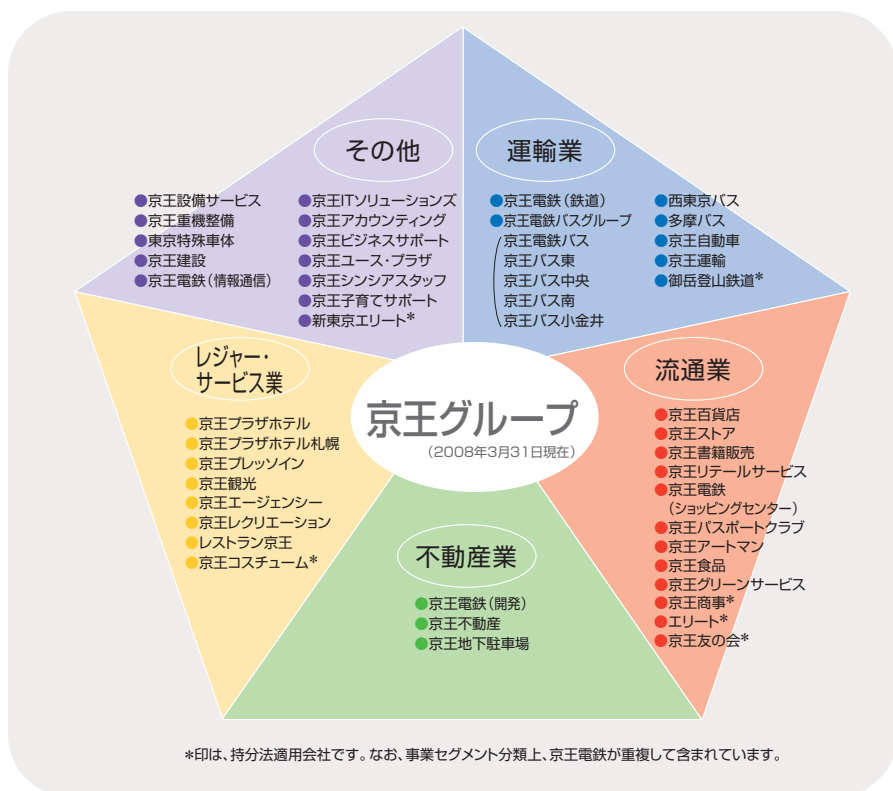 その他
●京王設備サービス
●京王重機整備
●東京特殊車体
●京王建設
●京王電鉄(情報通信)
●京王ITソリューションズ
●京王アカウンティング
●京王ビジネスサポート
●京王ユース・プラザ
●京王シンシアスタッフ
●京王子育てサポート
●新東京エリート*
運輸業
●京王電鉄(鉄道)
●京王電鉄バスグループ
京王電鉄バス
京王バス東
京王バス中央
京王バス南
京王バス小金井
●西東京バス
●多摩バス
●京王自動車
●京王運輸
●御岳登山鉄道*
レジャー・
サービス業
●京王プラザホテル
●京王プラザホテル札幌
●京王プレッソイン
●京王観光
●京王エージェンシー
●京王レクリエーション
●レストラン京王
●京王コスチューム*
京王グループ
(2008年3月31日現在)
流通業
●京王百貨店
●京王ストア
●京王書籍販売
●京王リテールサービス
●京王電鉄
(ショッピングセンター)
●京王パスポートクラブ
●京王アートマン
●京王食品
●京王グリーンサービス
●京王商事*
●エリート*
●京王友の会*
不動産業
●京王電鉄(開発)
●京王不動産
●京王地下駐車場
*印は、持分法適用会社です。なお、事業セグメント分類上、京王電鉄が重複して含まれています。